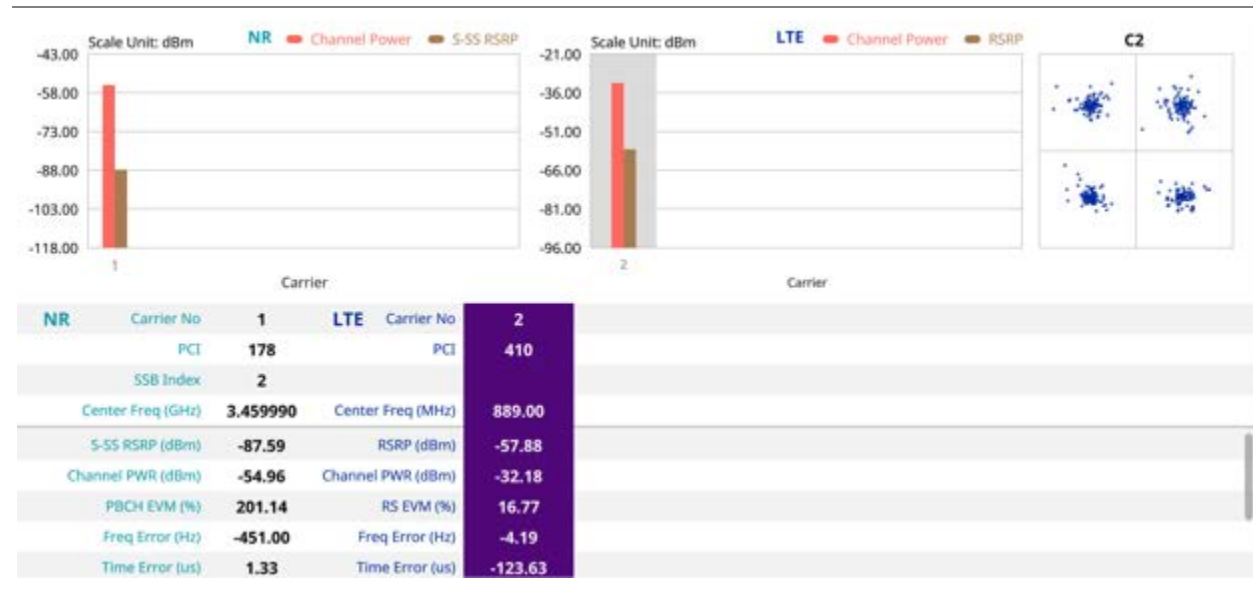 Scale Unit: dBm NR Channel Power S-SS RSRP
-43.00
-58.00
-73.00
-88.00
-103.00
-118.00
1
Carrier
Scale Unit: dBm LTE Channel Power RSRP
-21.00
-36.00
-51.00
-66.00
-81.00
-96.00
2
Carrier
C2
NR Carrier No 1 LTE Carrier No 2
PCI 178 PCI 410
SSB Index 2
Center Freq (GHz) 3.459990 Center Freq (MHz) 889.00
S-SS RSRP (dBm) -87.59 RSRP (dBm) -57.88
Channel PWR (dBm) -54.96 Channel PWR (dBm) -32.18
PBCH EVM (%) 201.14 RS EVM (%) 16.77
Freq Error (Hz) -451.00 Freq Error (Hz) -4.19
Time Error (us) 1.33 Time Error (us) -123.63